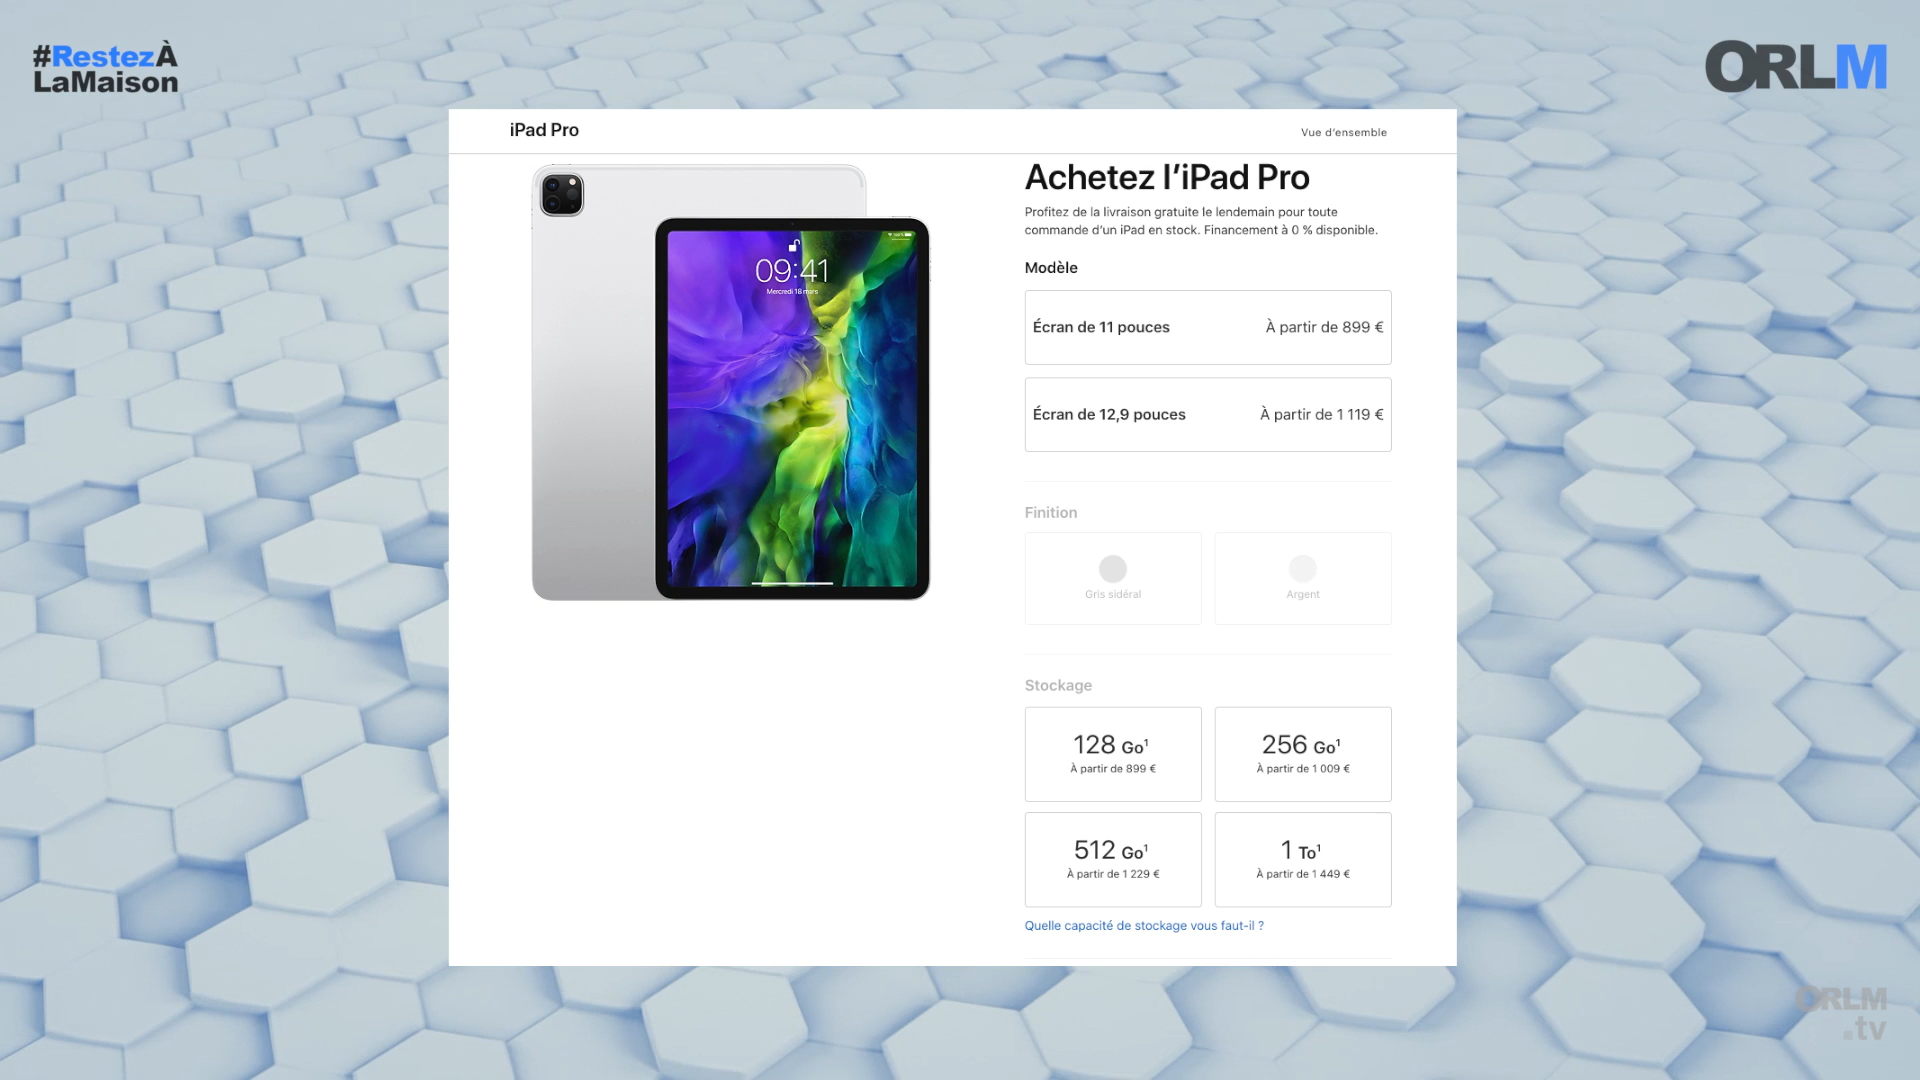 #RestezÀ
LaMaison
ORLM
iPad Pro
Vue d'ensemble
09:41
Mercredi 18 mars
Achetez l'iPad Pro
Profitez de la livraison gratuite le lendemain pour toute
commande d'un iPad en stock. Financement à 0 % disponible.
Modèle
Écran de 11 pouces
À partir de 899 €
Écran de 12,9 pouces
À partir de 1 119 €
Finition
Gris sidéral
Argent
Stockage
128 Go¹
À partir de 899 €
256 Go¹
À partir de 1 009 €
512 Go¹
À partir de 1 229 €
1 To¹
À partir de 1 449 €
Quelle capacité de stockage vous faut-il ?
ORLM
.tv